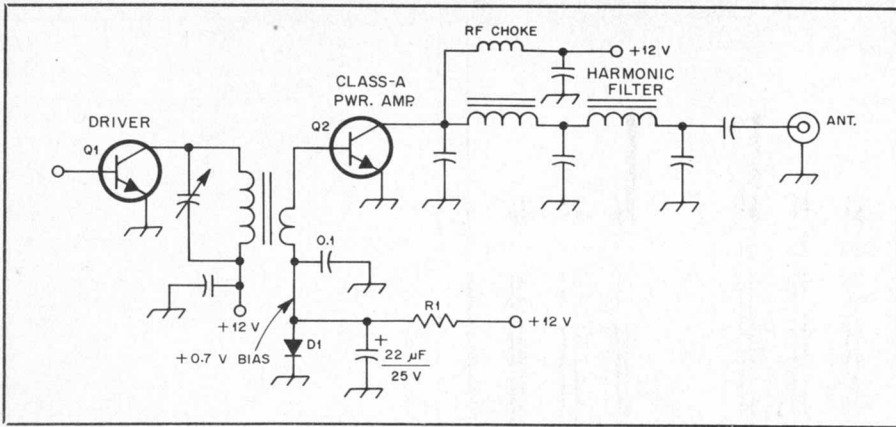 RF CHOKE
+12 V
HARMONIC
FILTER
CLASS-A
PWR. AMP.
Q2
DRIVER
Q1
ANT.
0.1
+12 V
R1
+12 V
+0.7 V BIAS
D1
+
22 µF
25 V